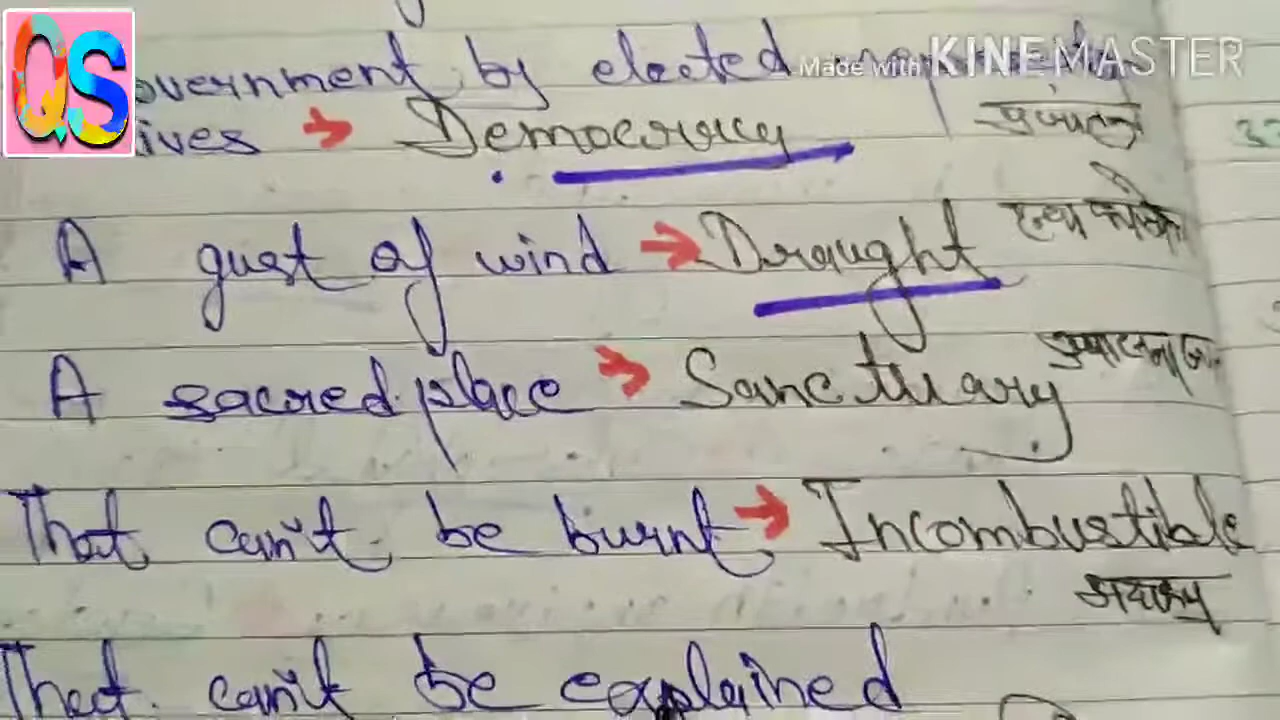 QS
Made with KINEMASTER
overnment by elected
ives → Democracy
A gust of wind → Draught
A sacred place → Sanctuary
That can't be burnt → Incombustible
That can't be explained